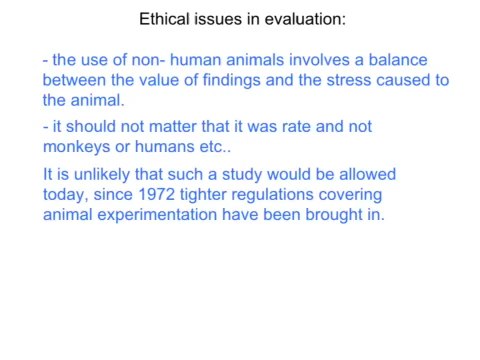 Ethical issues in evaluation:
- the use of non- human animals involves a balance
between the value of findings and the stress caused to
the animal.
- it should not matter that it was rate and not
monkeys or humans etc..
It is unlikely that such a study would be allowed
today, since 1972 tighter regulations covering
animal experimentation have been brought in.